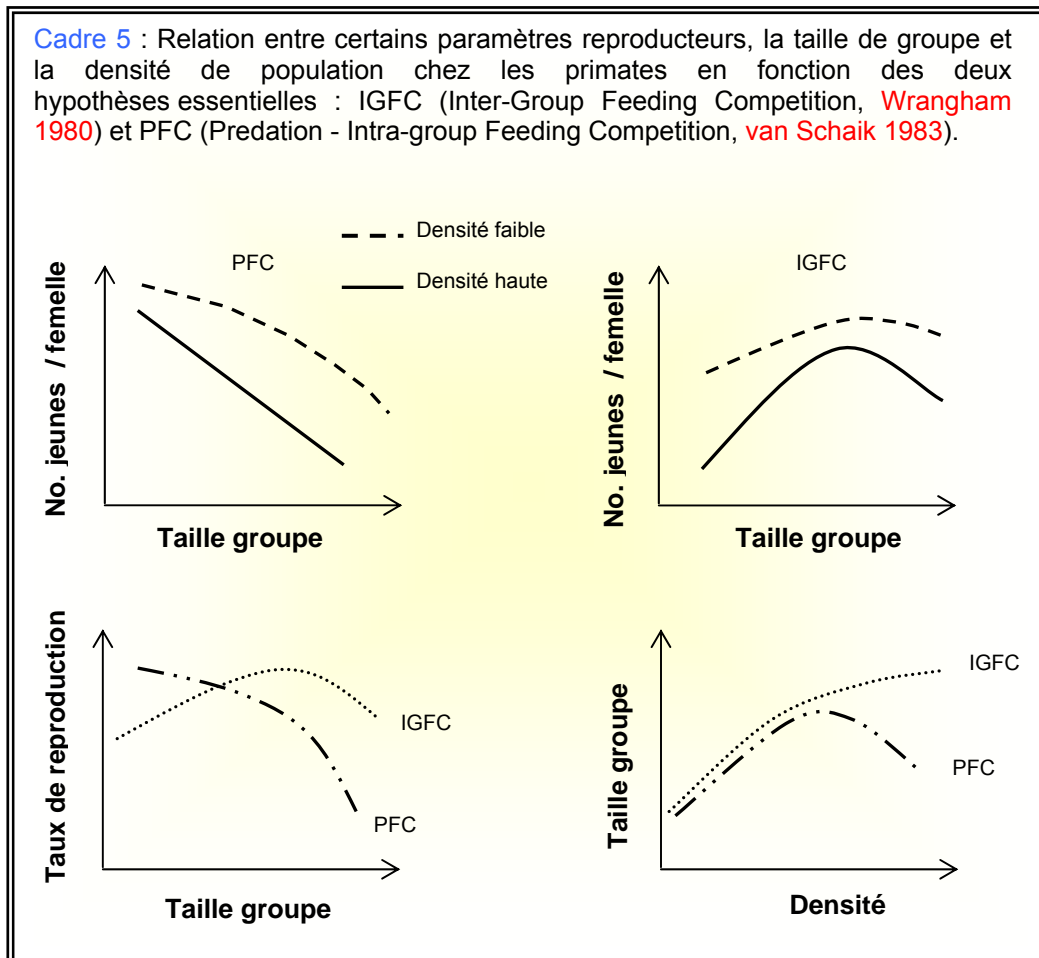 Cadre 5 : Relation entre certains paramètres reproducteurs, la taille de groupe et
la densité de population chez les primates en fonction des deux
hypothèses essentielles : IGFC (Inter-Group Feeding Competition, Wrangham
1980) et PFC (Predation - Intra-group Feeding Competition, van Schaik 1983).
Densité faible
Densité haute
PFC
No. jeunes / femelle
Taille groupe
IGFC
No. jeunes / femelle
Taille groupe
Taux de reproduction
IGFC
PFC
Taille groupe
Taille groupe
IGFC
PFC
Densité